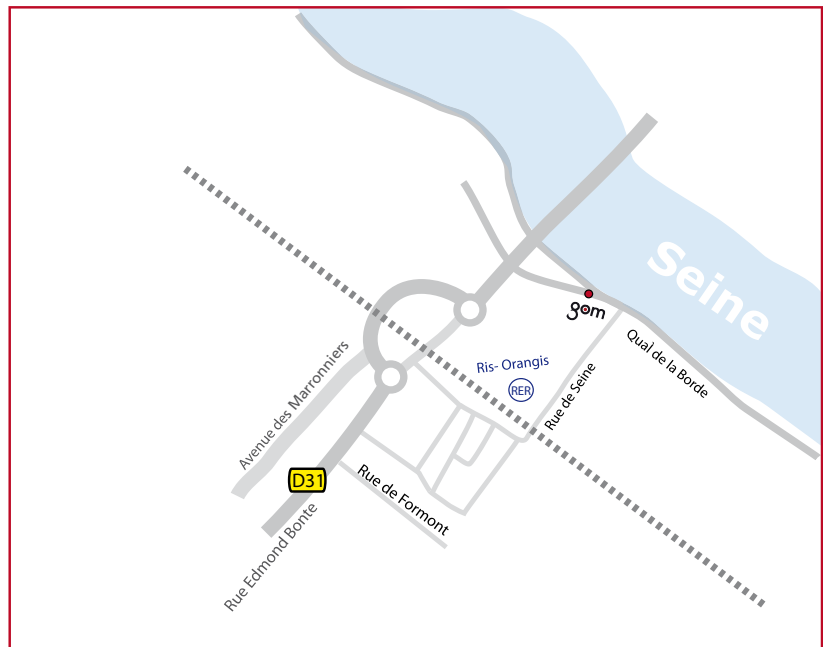 Seine
gom
Quai de la Borde
Ris- Orangis
RER
Rue de Seine
Avenue des Marronniers
D31
Rue de Formont
Rue Edmond Bonte